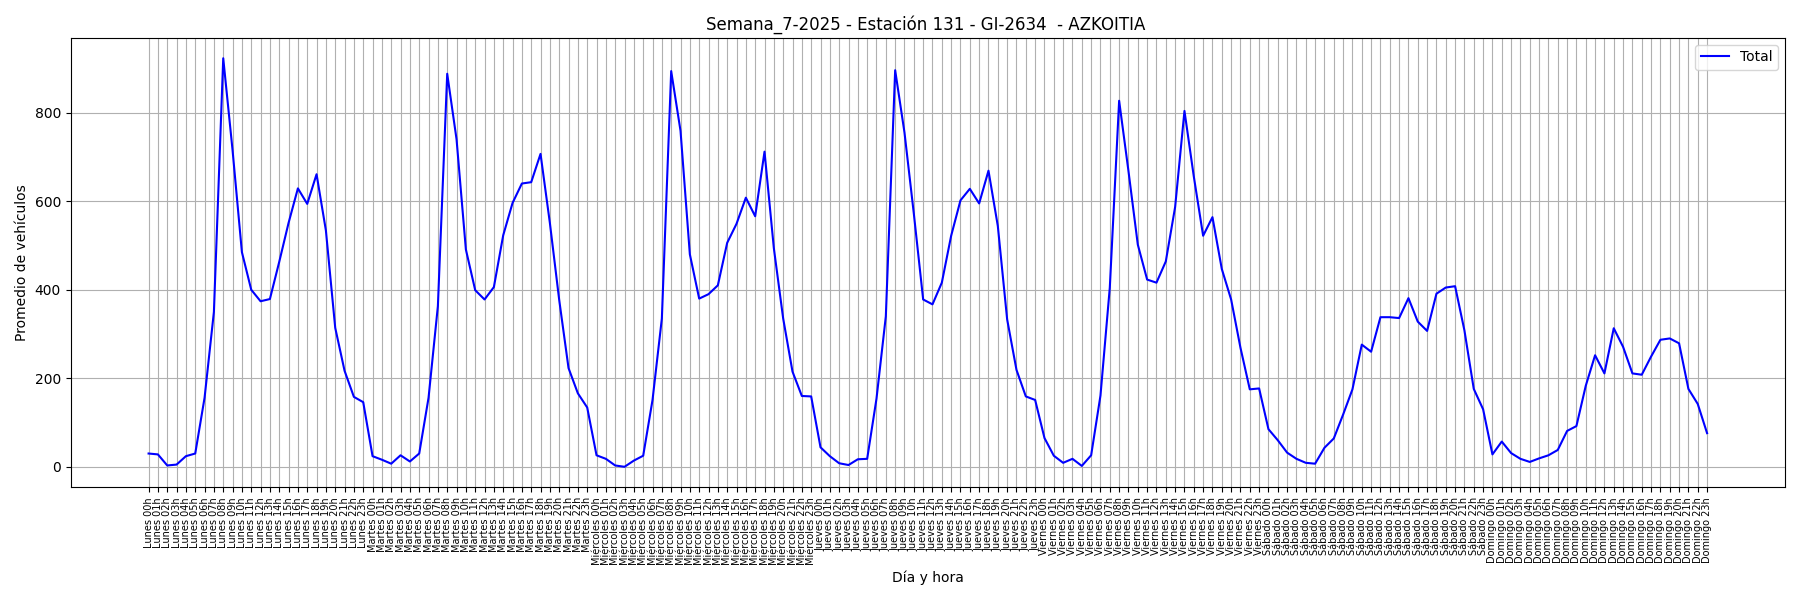 Semana_7-2025 - Estación 131 - GI-2634  - AZKOITIA
Total
Promedio de vehículos
800
600
400
200
0
Lunes 00h
Lunes 01h
Lunes 02h
Lunes 03h
Lunes 04h
Lunes 05h
Lunes 06h
Lunes 07h
Lunes 08h
Lunes 09h
Lunes 10h
Lunes 11h
Lunes 12h
Lunes 13h
Lunes 14h
Lunes 15h
Lunes 16h
Lunes 17h
Lunes 18h
Lunes 19h
Lunes 20h
Lunes 21h
Lunes 22h
Lunes 23h
Martes 00h
Martes 01h
Martes 02h
Martes 03h
Martes 04h
Martes 05h
Martes 06h
Martes 07h
Martes 08h
Martes 09h
Martes 10h
Martes 11h
Martes 12h
Martes 13h
Martes 14h
Martes 15h
Martes 16h
Martes 17h
Martes 18h
Martes 19h
Martes 20h
Martes 21h
Martes 22h
Martes 23h
Miércoles 00h
Miércoles 01h
Miércoles 02h
Miércoles 03h
Miércoles 04h
Miércoles 05h
Miércoles 06h
Miércoles 07h
Miércoles 08h
Miércoles 09h
Miércoles 10h
Miércoles 11h
Miércoles 12h
Miércoles 13h
Miércoles 14h
Miércoles 15h
Miércoles 16h
Miércoles 17h
Miércoles 18h
Miércoles 19h
Miércoles 20h
Miércoles 21h
Miércoles 22h
Miércoles 23h
Jueves 00h
Jueves 01h
Jueves 02h
Jueves 03h
Jueves 04h
Jueves 05h
Jueves 06h
Jueves 07h
Jueves 08h
Jueves 09h
Jueves 10h
Jueves 11h
Jueves 12h
Jueves 13h
Jueves 14h
Jueves 15h
Jueves 16h
Jueves 17h
Jueves 18h
Jueves 19h
Jueves 20h
Jueves 21h
Jueves 22h
Jueves 23h
Viernes 00h
Viernes 01h
Viernes 02h
Viernes 03h
Viernes 04h
Viernes 05h
Viernes 06h
Viernes 07h
Viernes 08h
Viernes 09h
Viernes 10h
Viernes 11h
Viernes 12h
Viernes 13h
Viernes 14h
Viernes 15h
Viernes 16h
Viernes 17h
Viernes 18h
Viernes 19h
Viernes 20h
Viernes 21h
Viernes 22h
Viernes 23h
Sábado 00h
Sábado 01h
Sábado 02h
Sábado 03h
Sábado 04h
Sábado 05h
Sábado 06h
Sábado 07h
Sábado 08h
Sábado 09h
Sábado 10h
Sábado 11h
Sábado 12h
Sábado 13h
Sábado 14h
Sábado 15h
Sábado 16h
Sábado 17h
Sábado 18h
Sábado 19h
Sábado 20h
Sábado 21h
Sábado 22h
Sábado 23h
Domingo 00h
Domingo 01h
Domingo 02h
Domingo 03h
Domingo 04h
Domingo 05h
Domingo 06h
Domingo 07h
Domingo 08h
Domingo 09h
Domingo 10h
Domingo 11h
Domingo 12h
Domingo 13h
Domingo 14h
Domingo 15h
Domingo 16h
Domingo 17h
Domingo 18h
Domingo 19h
Domingo 20h
Domingo 21h
Domingo 22h
Domingo 23h
Día y hora